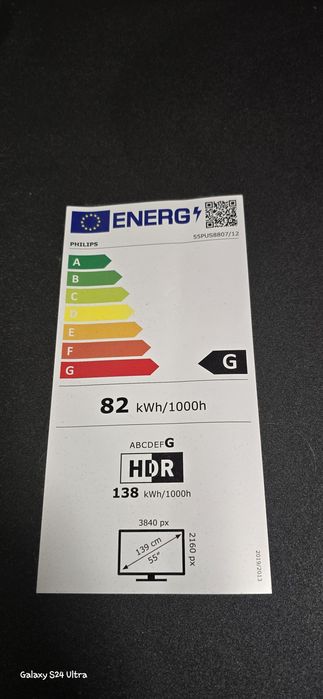 ENERG
PHILIPS
55PUS8807/12
A
B
C
D
E
F
G
G
82 kWh/1000h
ABCDEFG
HDR
138 kWh/1000h
3840 px
2160 px
139 cm
55"
2019/2013
Galaxy S24 Ultra